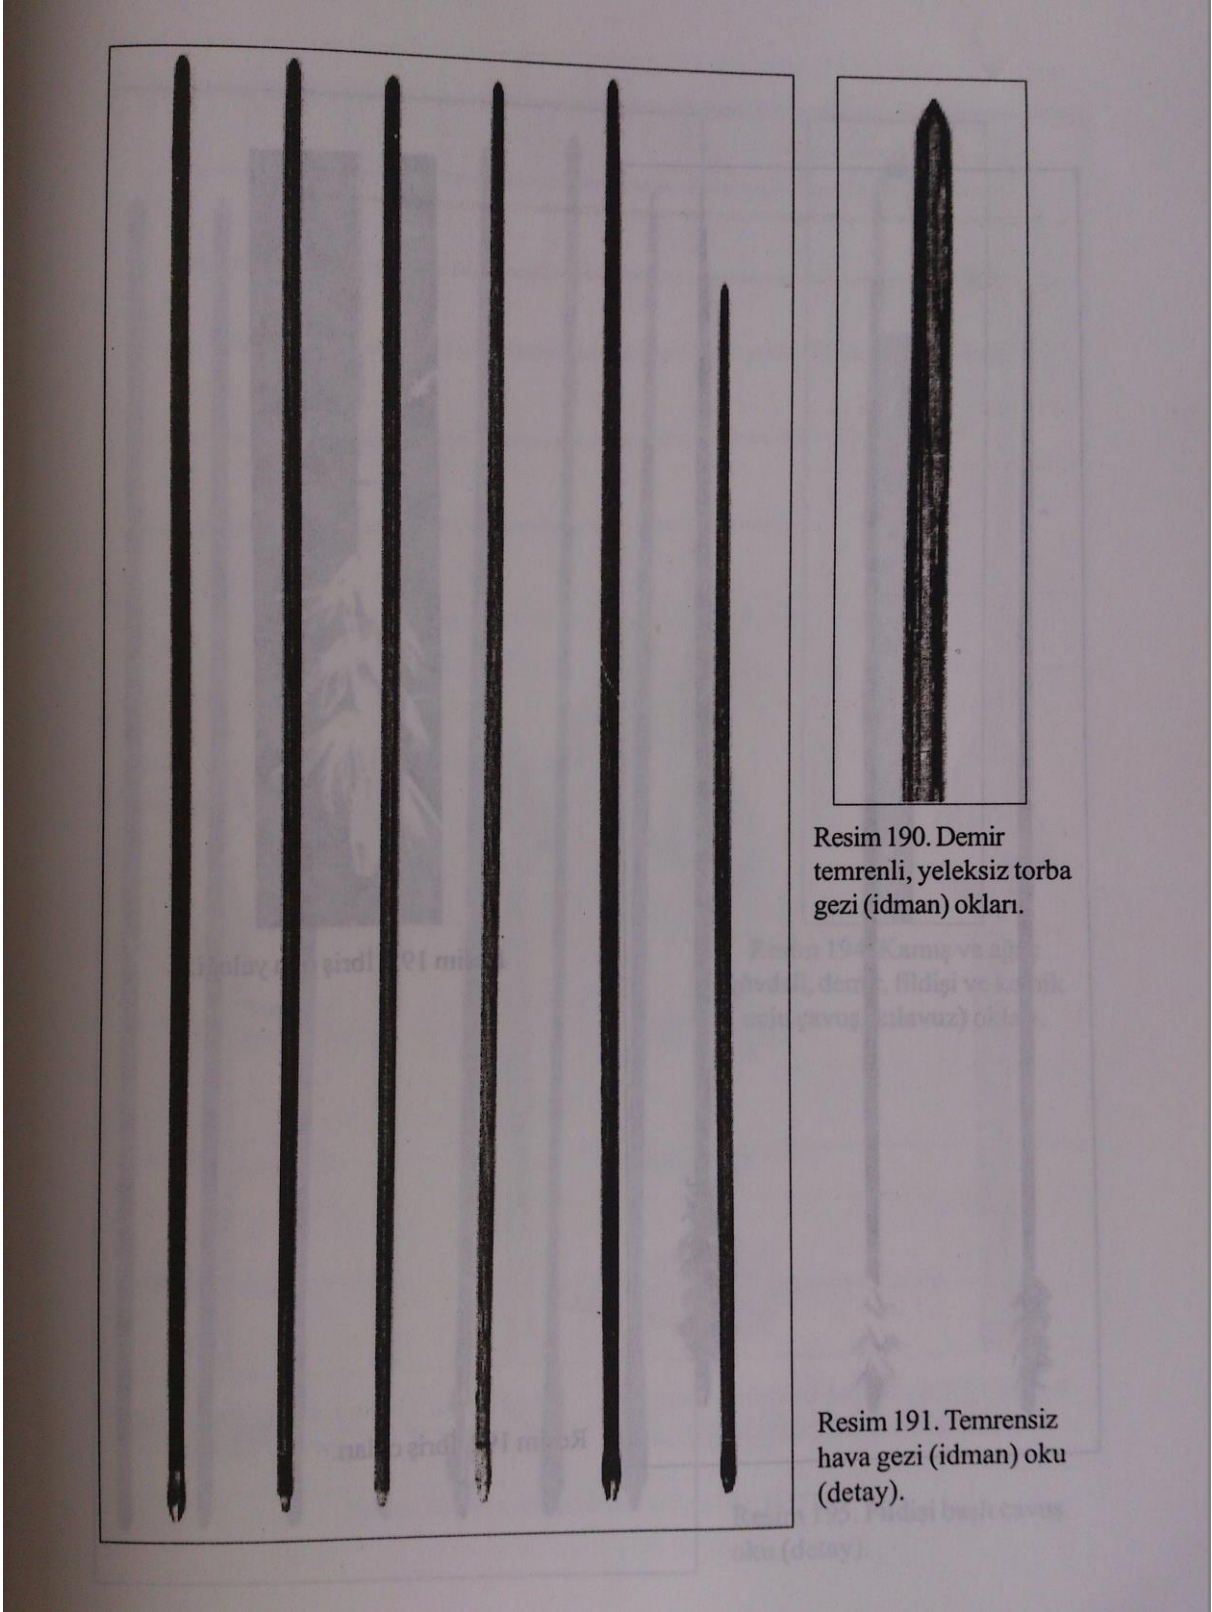 Resim 190. Demir
temrenli, yeleksiz torba
gezi (idman) okları.
Resim 191. Temrensiz
hava gezi (idman) oku
(detay).